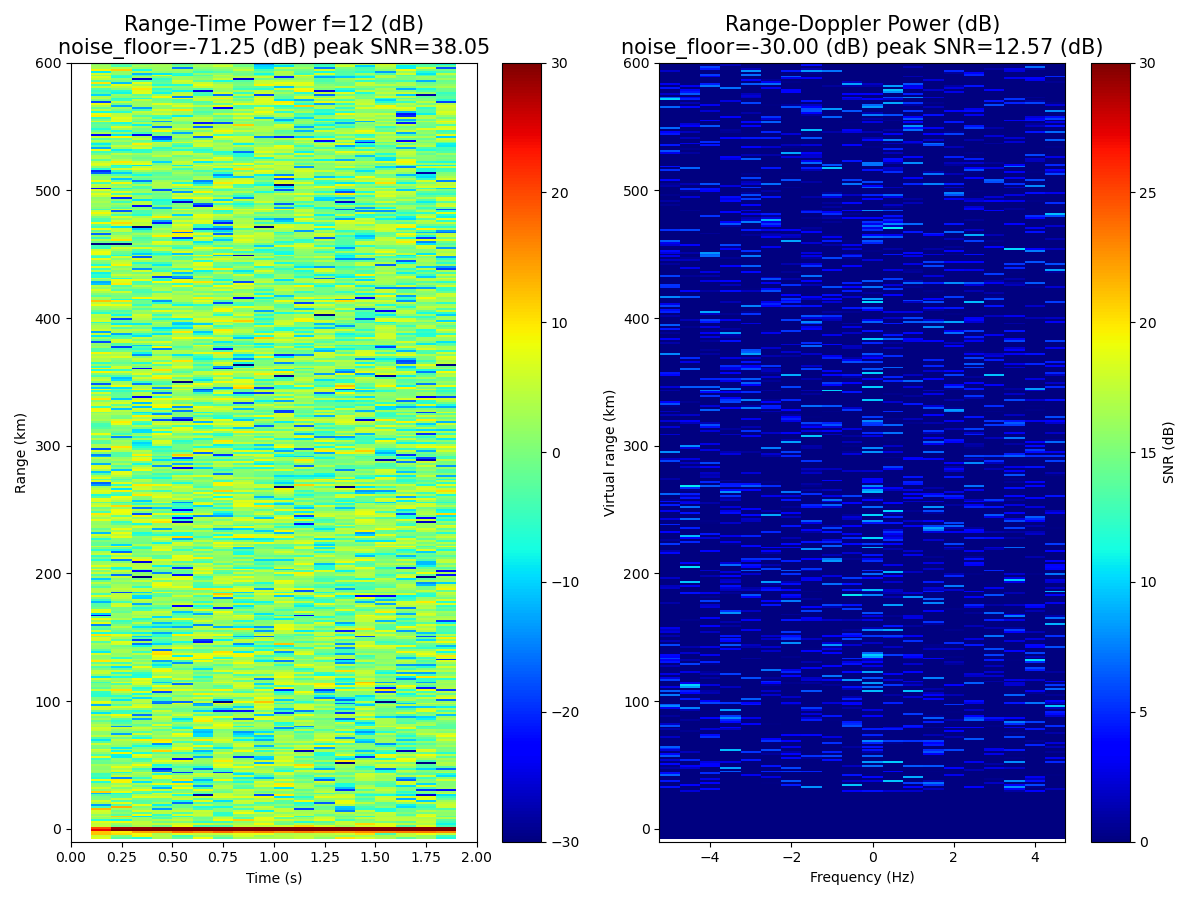 Range-Time Power f=12 (dB)
noise_floor=-71.25 (dB) peak SNR=38.05
600
500
400
300
200
100
0
Range (km)
0.00 0.25 0.50 0.75 1.00 1.25 1.50 1.75 2.00
Time (s)
30
20
10
0
−10
−20
−30
Range-Doppler Power (dB)
noise_floor=-30.00 (dB) peak SNR=12.57 (dB)
600
500
400
300
200
100
0
Virtual range (km)
−4 −2 0 2 4
Frequency (Hz)
30
25
20
15
10
5
0
SNR (dB)